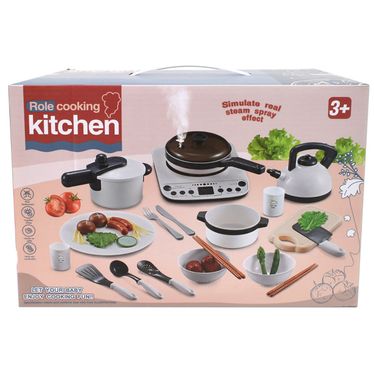 Role cooking
kitchen
Simulate real
steam spray
effect
3+
LET YOUR BABY
ENJOY COOKING FUN!